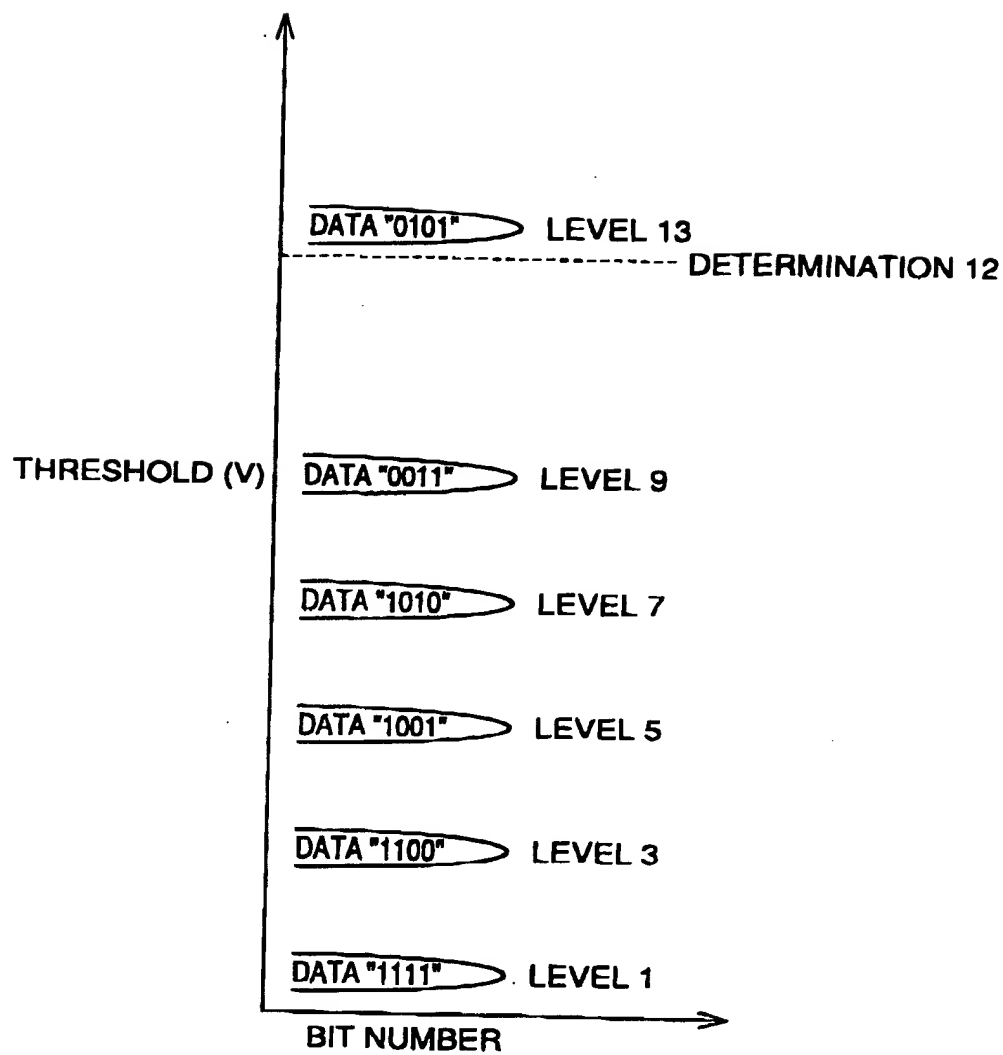 DATA "0101" LEVEL 13
DETERMINATION 12
THRESHOLD (V)
DATA "0011" LEVEL 9
DATA "1010" LEVEL 7
DATA "1001" LEVEL 5
DATA "1100" LEVEL 3
DATA "1111" LEVEL 1
BIT NUMBER